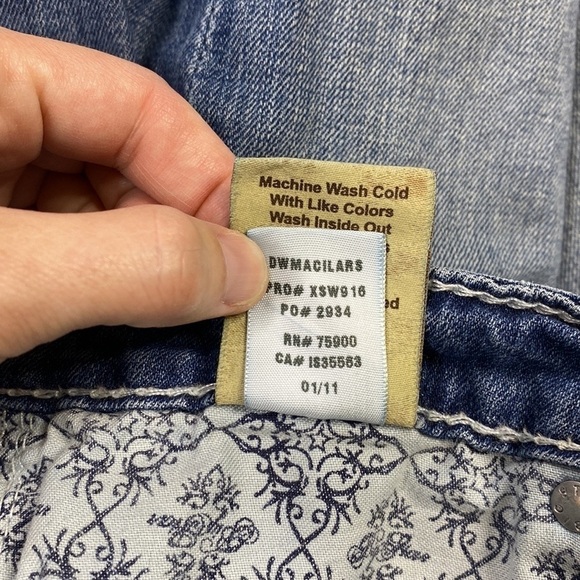 Machine Wash Cold
With Like Colors
Wash Inside Out
DWMACILARS
PRO# XSW916
PO# 2934
RN# 75900
CA# IS35563
01/11